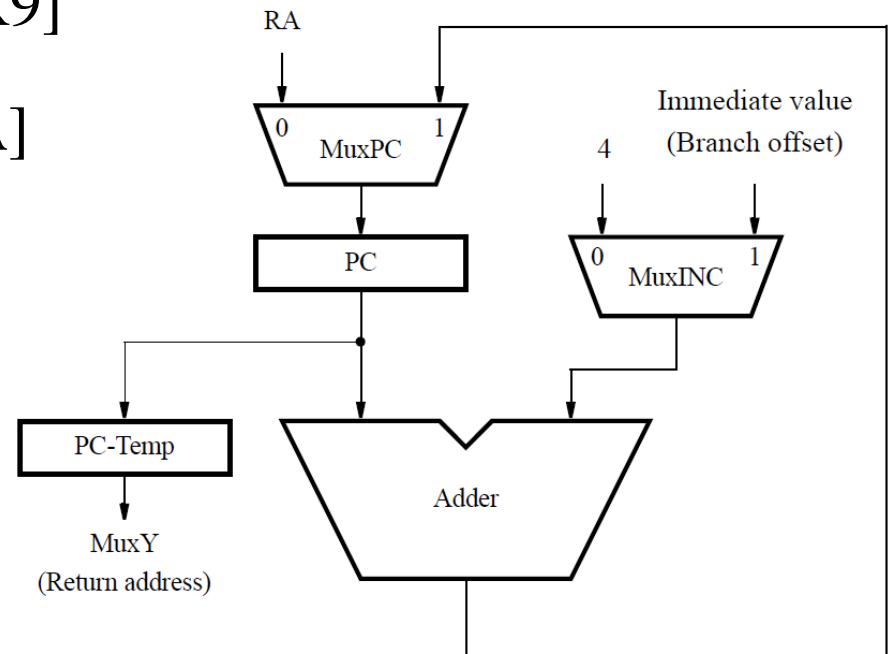 9]
]
RA
Immediate value
(Branch offset)
4
0
1
MuxPC
PC
0
1
MuxINC
PC-Temp
Adder
MuxY
(Return address)